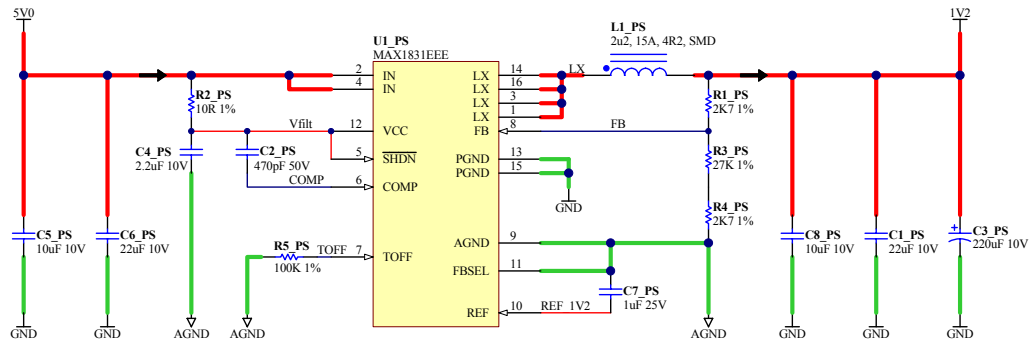 5V0
1V2
U1_PS
MAX1831EEE
L1_PS
2u2, 15A, 4R2, SMD
2
IN
4
IN
LX
14
LX
LX
16
LX
3
LX
1
R2_PS
10R 1%
R1_PS
2K7 1%
Vfilt
12
VCC
FB
8
FB
C4_PS
2.2uF 10V
C2_PS
470pF 50V
5
SHDN
PGND
13
PGND
15
R3_PS
27K 1%
COMP
6
COMP
GND
R4_PS
2K7 1%
C5_PS
10uF 10V
C6_PS
22uF 10V
R5_PS
100K 1%
TOFF
7
TOFF
AGND
9
FBSEL
11
C8_PS
10uF 10V
C1_PS
22uF 10V
C3_PS
220uF 10V
C7_PS
1uF 25V
REF
10
REF_1V2
GND
GND
AGND
AGND
AGND
GND
GND
GND